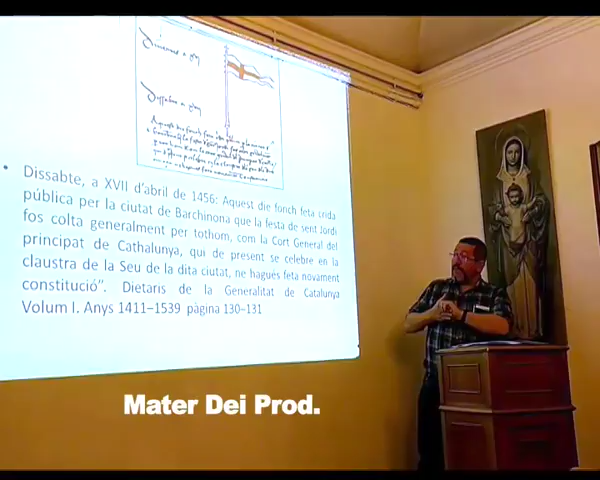 • Dissabte, a XVII d'abril de 1456: Aquest die fonch feta crida
pública per la ciutat de Barchinona que la festa de sent Jordi
fos colta generalment per tothom, com la Cort General del
principat de Cathalunya, qui de present se celebre en la
claustra de la Seu de la dita ciutat, ne hagués feta novament
constitució". Dietaris de la Generalitat de Catalunya
Volum I. Anys 1411–1539 pàgina 130–131
Mater Dei Prod.